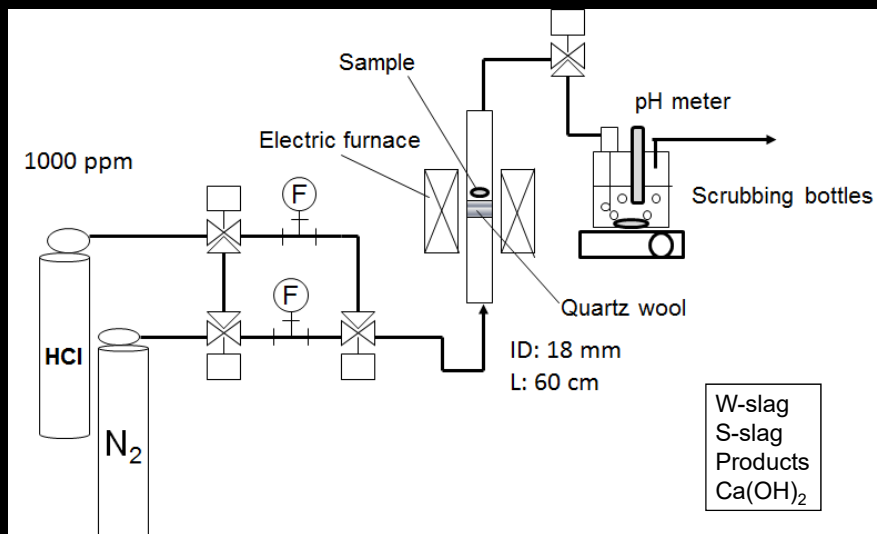 Sample
pH meter
Electric furnace
1000 ppm
F
Scrubbing bottles
F
Quartz wool
HCl
ID: 18 mm
L: 60 cm
N₂
W-slag
S-slag
Products
Ca(OH)₂